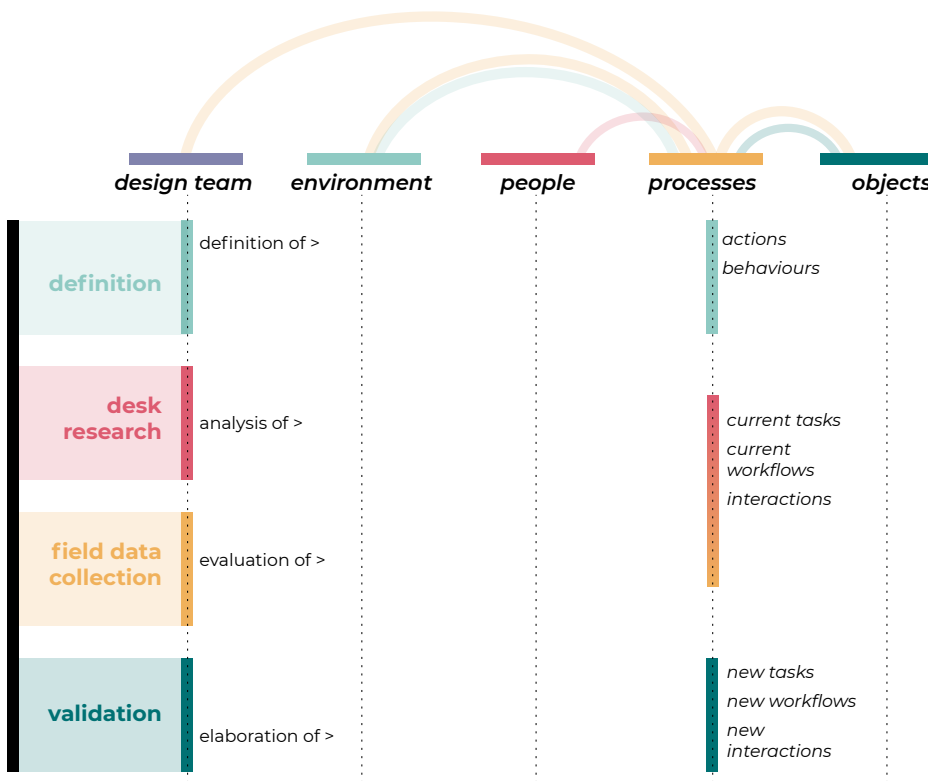 design team
environment
people
processes
objects
definition
definition of >
actions
behaviours
desk
research
analysis of >
current tasks
current
workflows
interactions
field data
collection
evaluation of >
validation
elaboration of >
new tasks
new workflows
new
interactions